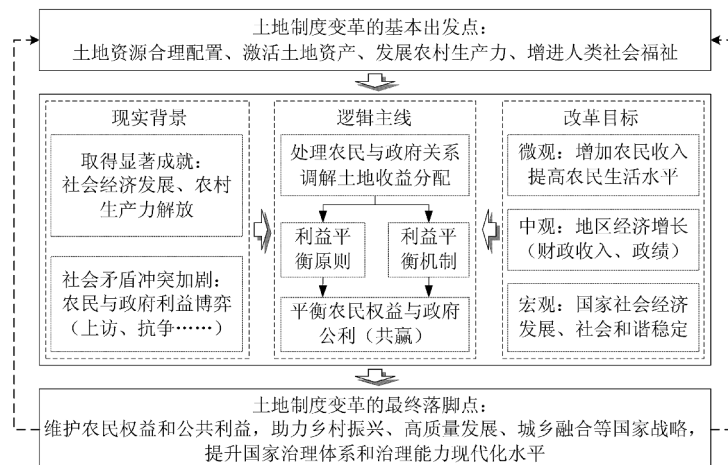 土地制度变革的基本出发点：
土地资源合理配置、激活土地资产、发展农村生产力、增进人类社会福祉
现实背景
取得显著成就：
社会经济发展、农村
生产力解放
社会矛盾冲突加剧：
农民与政府利益博弈
（上访、抗争……）
逻辑主线
处理农民与政府关系
调解土地收益分配
利益平
衡原则
利益平
衡机制
平衡农民权益与政府
公利（共赢）
改革目标
微观：增加农民收入
提高农民生活水平
中观：地区经济增长
（财政收入、政绩）
宏观：国家社会经济
发展、社会和谐稳定
土地制度变革的最终落脚点：
维护农民权益和公共利益，助力乡村振兴、高质量发展、城乡融合等国家战略，
提升国家治理体系和治理能力现代化水平